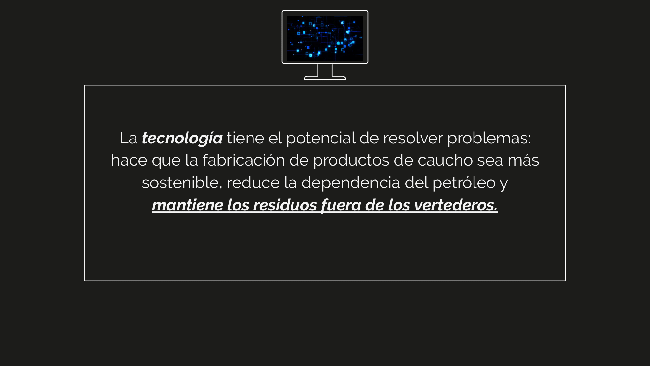 La tecnología tiene el potencial de resolver problemas:
hace que la fabricación de productos de caucho sea más
sostenible, reduce la dependencia del petróleo y
mantiene los residuos fuera de los vertederos.